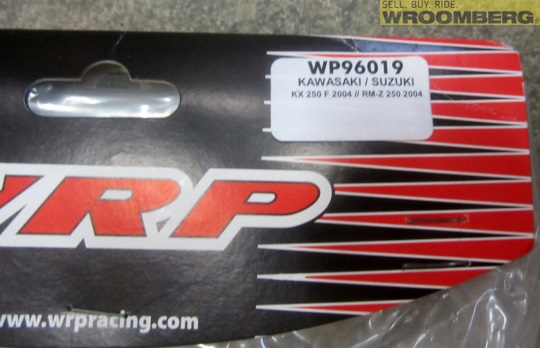 SELL. BUY. RIDE.
WROOMBERG
WP96019
KAWASAKI / SUZUKI
KX 250 F 2004 // RM-Z 250 2004
WRP
www.wrpracing.com